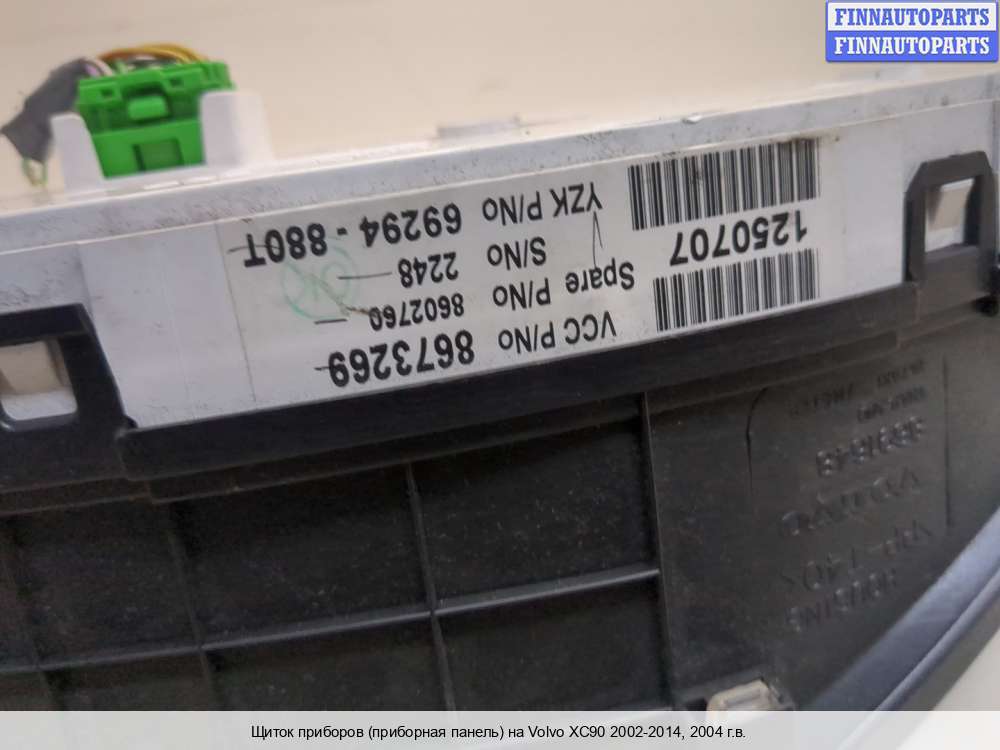 FINNAUTOPARTS
FINNAUTOPARTS
VCC P/No 8673269
Spare P/No 8602760
S/No 2248
YZK P/No 69294-880T
1250707
Щиток приборов (приборная панель) на Volvo XC90 2002-2014, 2004 г.в.